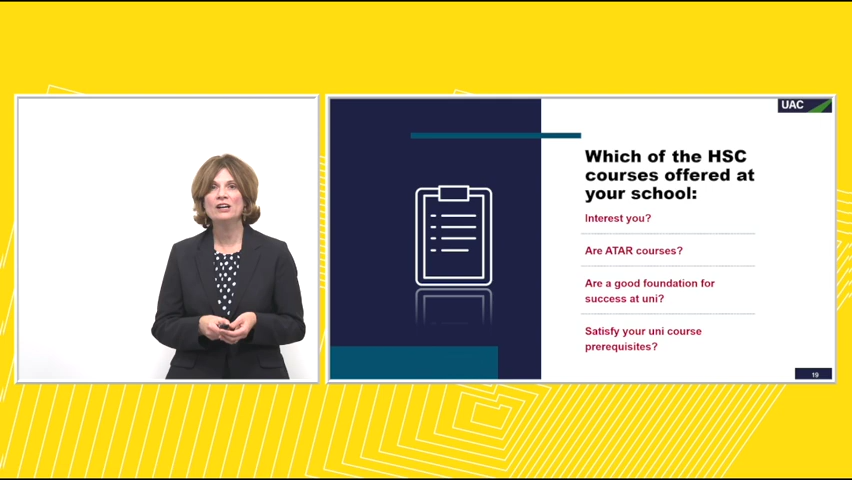 UAC
Which of the HSC
courses offered at
your school:
Interest you?
Are ATAR courses?
Are a good foundation for
success at uni?
Satisfy your uni course
prerequisites?
19